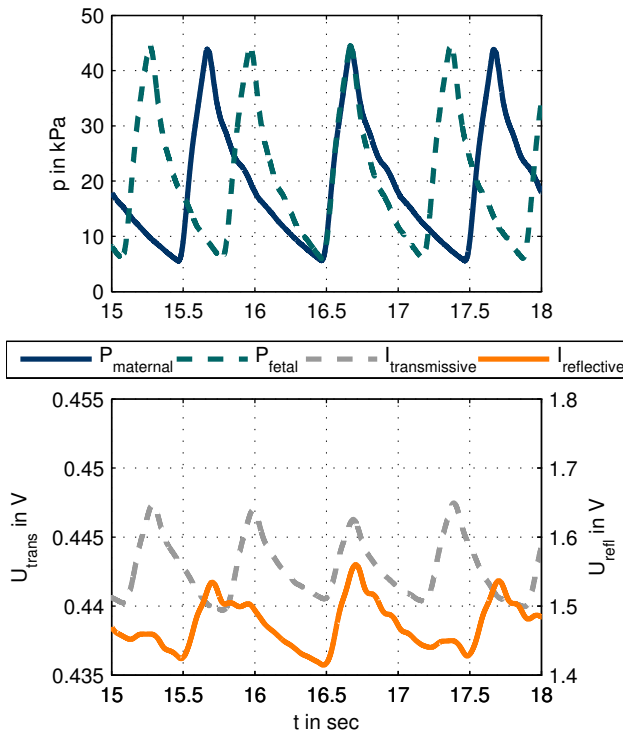 50
40
30
20
10
0
p in kPa
15 15.5 16 16.5 17 17.5 18
P_maternal P_fetal I_transmissive I_reflective
0.455
0.45
0.445
0.44
0.435
U_trans in V
1.8
1.7
1.6
1.5
1.4
U_refl in V
15 15.5 16 16.5 17 17.5 18
t in sec